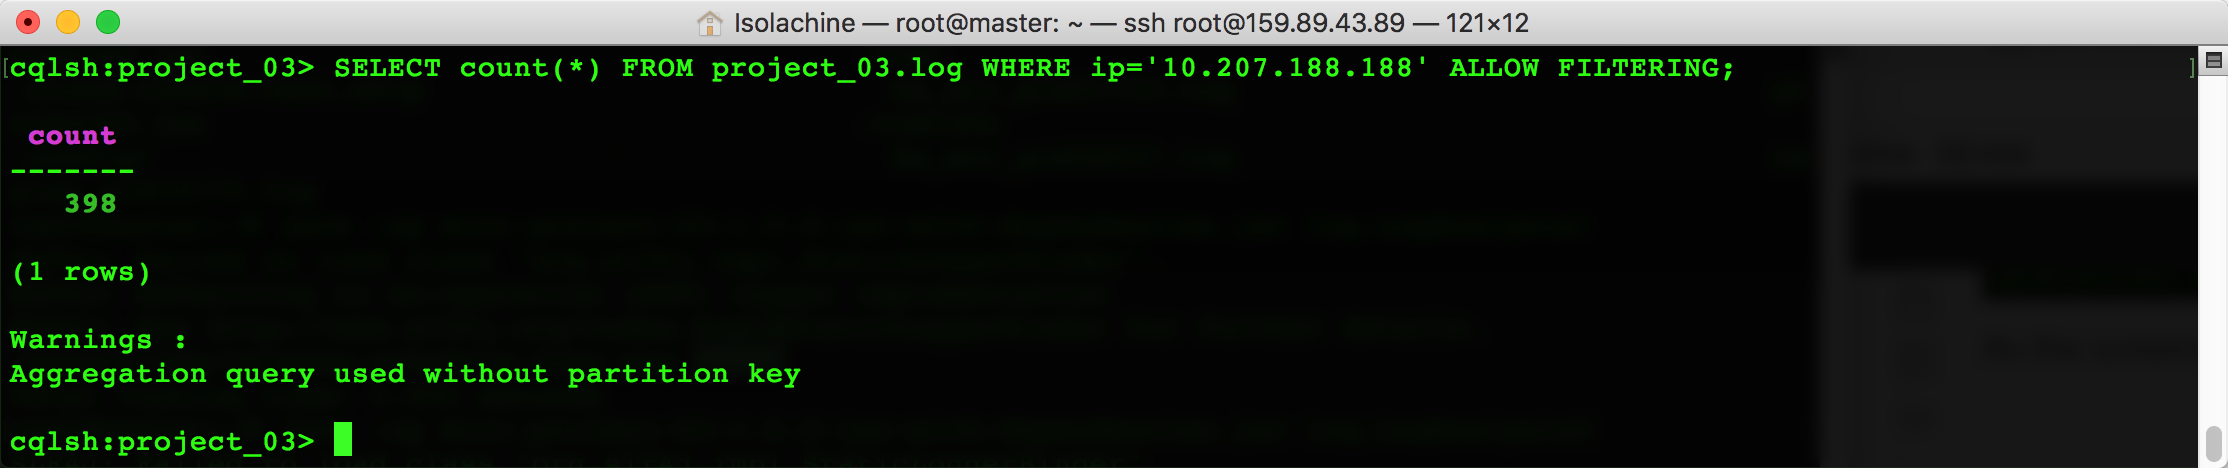 Isolachine — root@master: ~ — ssh root@159.89.43.89 — 121×12
[cqlsh:project_03> SELECT count(*) FROM project_03.log WHERE ip='10.207.188.188' ALLOW FILTERING; ]
count
-------
398
(1 rows)
Warnings :
Aggregation query used without partition key
cqlsh:project_03>